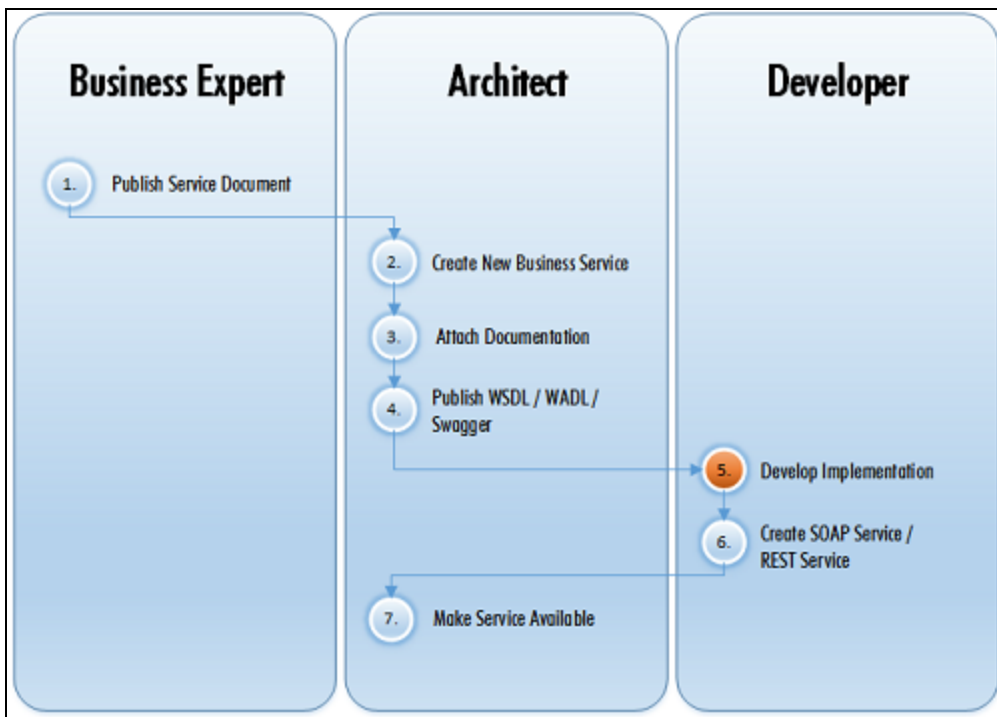 Business Expert
Architect
Developer
1.
Publish Service Document
2.
Create New Business Service
3.
Attach Documentation
4.
Publish WSDL / WADL /
Swagger
5.
Develop Implementation
6.
Create SOAP Service /
REST Service
7.
Make Service Available